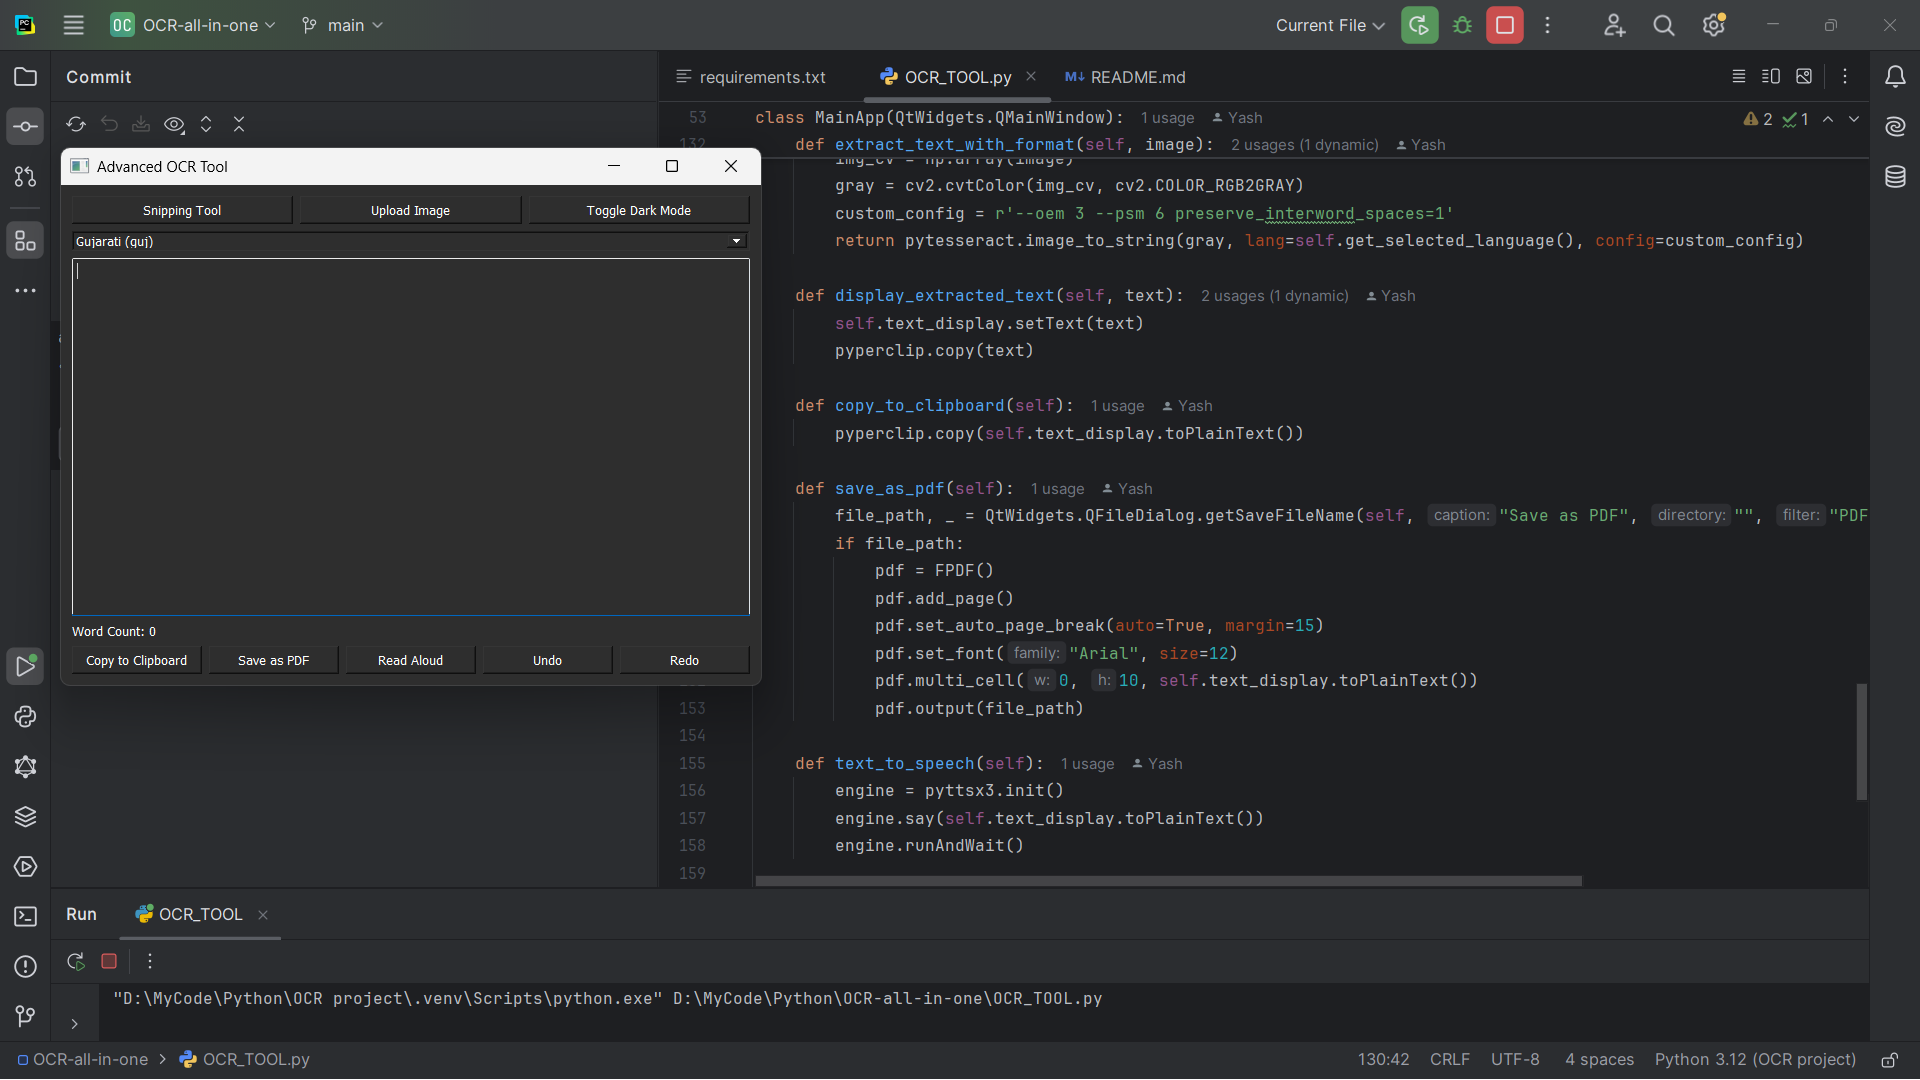 PC
OC OCR-all-in-one main Current File
Commit
requirements.txt OCR_TOOL.py README.md
53 class MainApp(QtWidgets.QMainWindow): 1 usage Yash 2 1
132 def extract_text_with_format(self, image): 2 usages (1 dynamic) Yash
img_cv = np.array(image)
gray = cv2.cvtColor(img_cv, cv2.COLOR_RGB2GRAY)
custom_config = r'--oem 3 --psm 6 preserve_interword_spaces=1'
return pytesseract.image_to_string(gray, lang=self.get_selected_language(), config=custom_config)
def display_extracted_text(self, text): 2 usages (1 dynamic) Yash
self.text_display.setText(text)
pyperclip.copy(text)
def copy_to_clipboard(self): 1 usage Yash
pyperclip.copy(self.text_display.toPlainText())
def save_as_pdf(self): 1 usage Yash
file_path, _ = QtWidgets.QFileDialog.getSaveFileName(self, caption: "Save as PDF", directory: "", filter: "PDF
if file_path:
pdf = FPDF()
pdf.add_page()
pdf.set_auto_page_break(auto=True, margin=15)
pdf.set_font( family: "Arial", size=12)
pdf.multi_cell( w: 0, h: 10, self.text_display.toPlainText())
153 pdf.output(file_path)
154
155 def text_to_speech(self): 1 usage Yash
156 engine = pyttsx3.init()
157 engine.say(self.text_display.toPlainText())
158 engine.runAndWait()
159
Advanced OCR Tool
Snipping Tool Upload Image Toggle Dark Mode
Gujarati (guj)
Word Count: 0
Copy to Clipboard Save as PDF Read Aloud Undo Redo
Run OCR_TOOL
"D:\MyCode\Python\OCR project\.venv\Scripts\python.exe" D:\MyCode\Python\OCR-all-in-one\OCR_TOOL.py
OCR-all-in-one > OCR_TOOL.py 130:42 CRLF UTF-8 4 spaces Python 3.12 (OCR project)